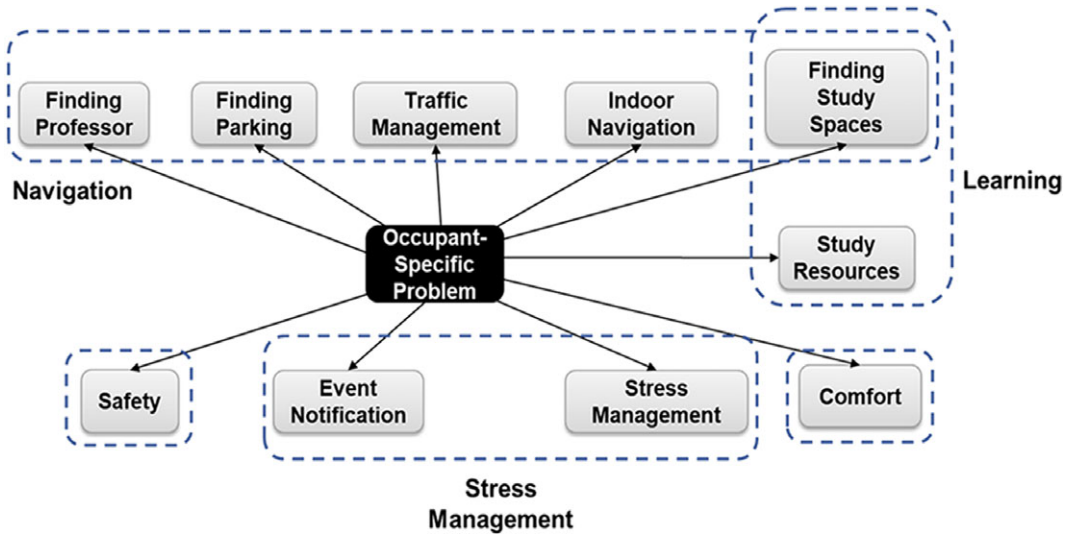 Finding
Professor
Finding
Parking
Traffic
Management
Indoor
Navigation
Finding
Study
Spaces
Navigation
Learning
Occupant-
Specific
Problem
Study
Resources
Safety
Event
Notification
Stress
Management
Comfort
Stress
Management